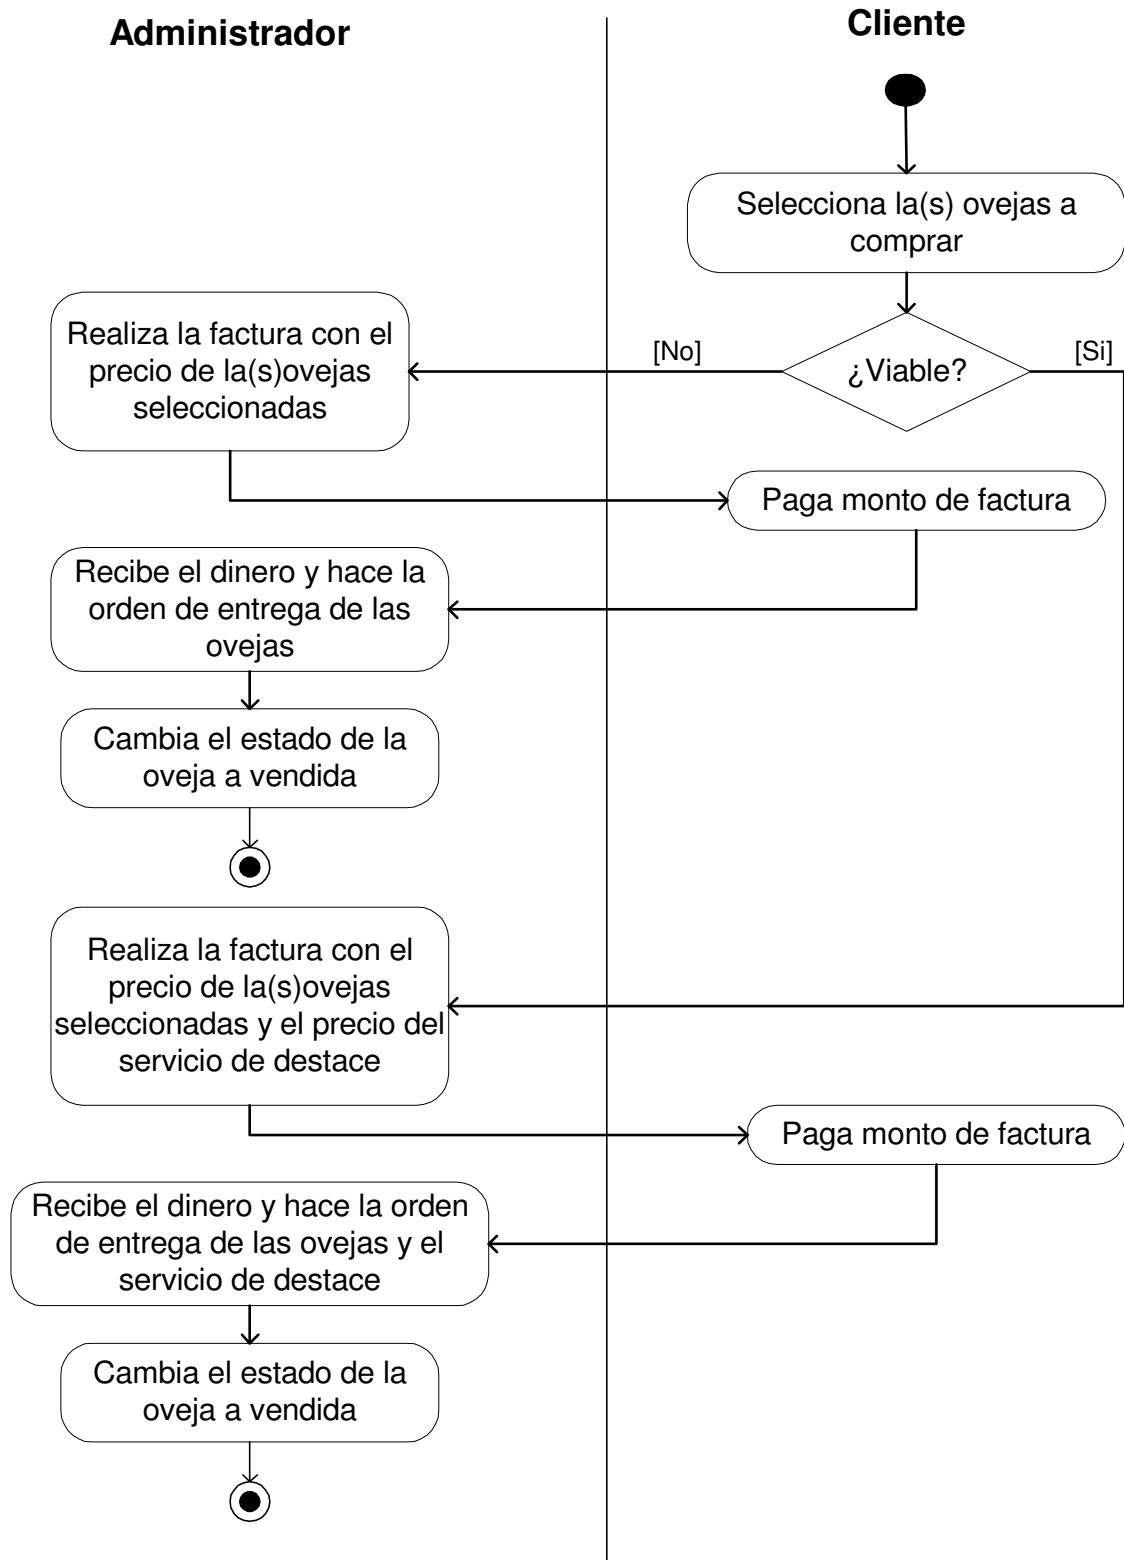 Administrador
Cliente
Selecciona la(s) ovejas a
comprar
¿Viable?
[No]
[Si]
Realiza la factura con el
precio de la(s)ovejas
seleccionadas
Paga monto de factura
Recibe el dinero y hace la
orden de entrega de las
ovejas
Cambia el estado de la
oveja a vendida
Realiza la factura con el
precio de la(s)ovejas
seleccionadas y el precio del
servicio de destace
Paga monto de factura
Recibe el dinero y hace la orden
de entrega de las ovejas y el
servicio de destace
Cambia el estado de la
oveja a vendida